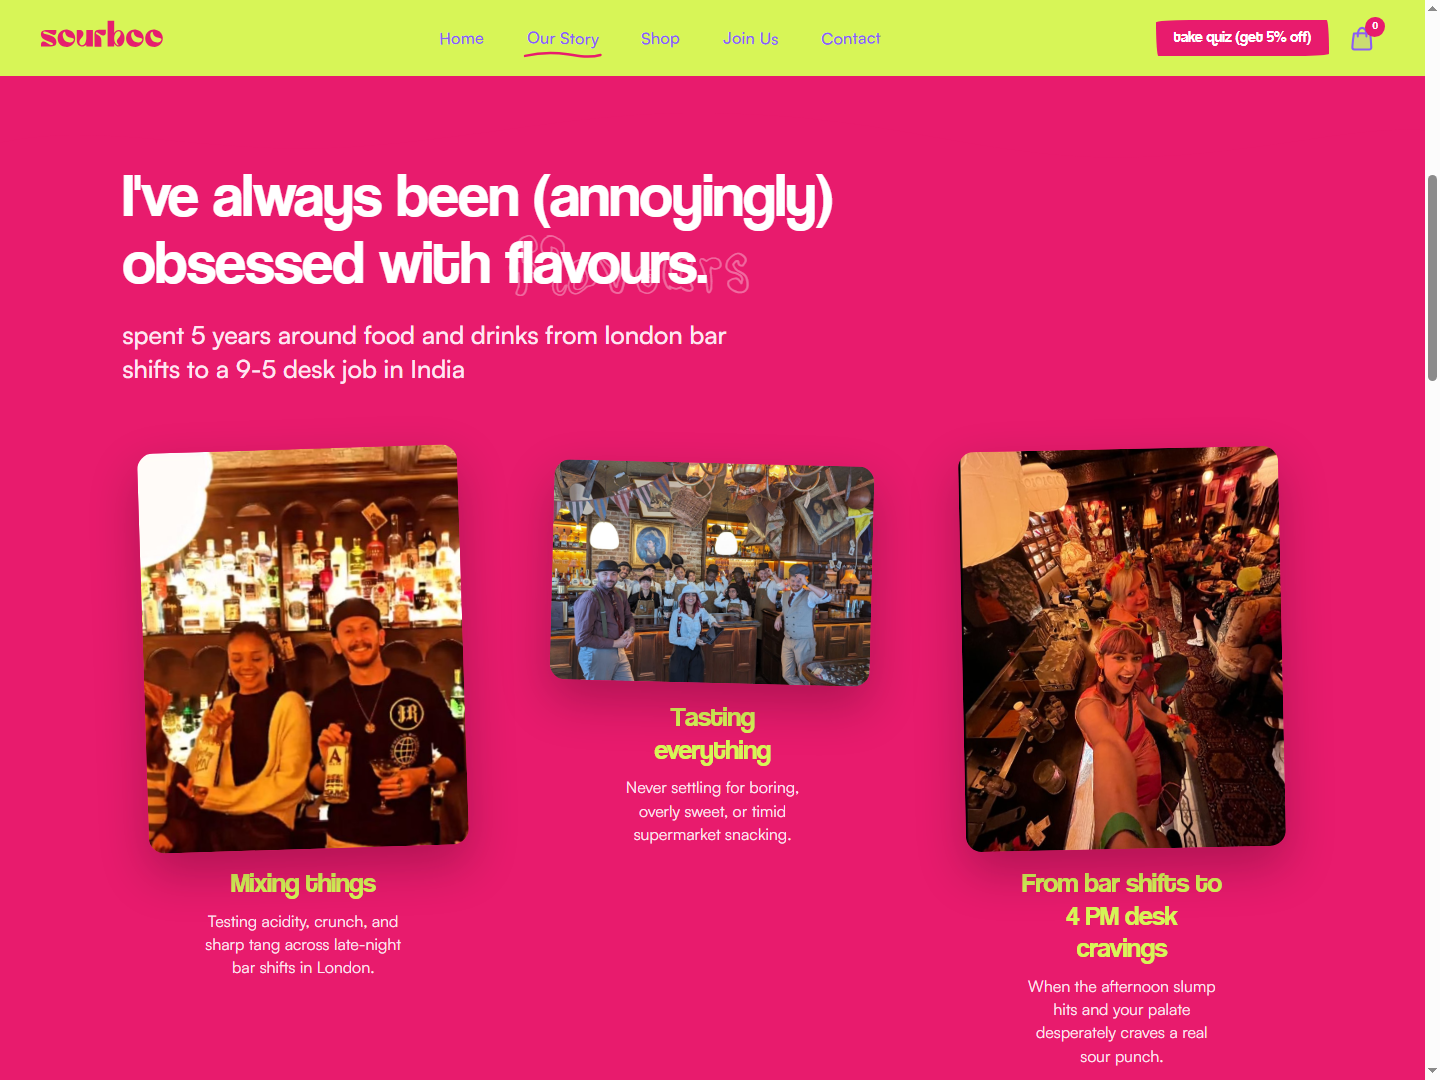 sourboo
Home
Our Story
Shop
Join Us
Contact
take quiz (get 5% off)
0
I've always been (annoyingly)
obsessed with flavours.
flavours
spent 5 years around food and drinks from london bar
shifts to a 9-5 desk job in India
Mixing things
Testing acidity, crunch, and
sharp tang across late-night
bar shifts in London.
Tasting
everything
Never settling for boring,
overly sweet, or timid
supermarket snacking.
From bar shifts to
4 PM desk
cravings
When the afternoon slump
hits and your palate
desperately craves a real
sour punch.